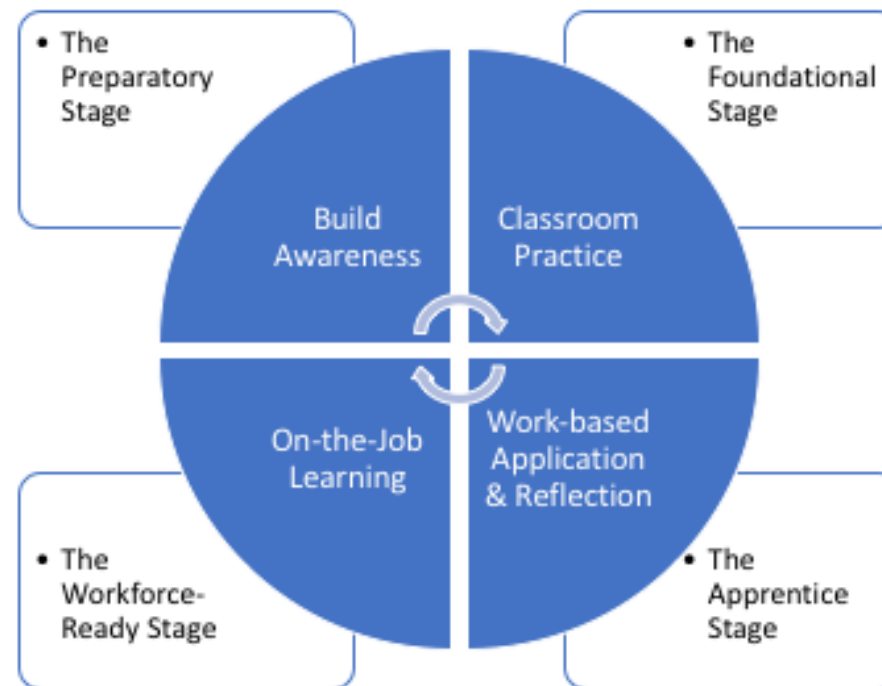 • The
Preparatory
Stage
• The
Foundational
Stage
Build
Awareness
Classroom
Practice
On-the-Job
Learning
Work-based
Application
& Reflection
• The
Workforce-
Ready Stage
• The
Apprentice
Stage